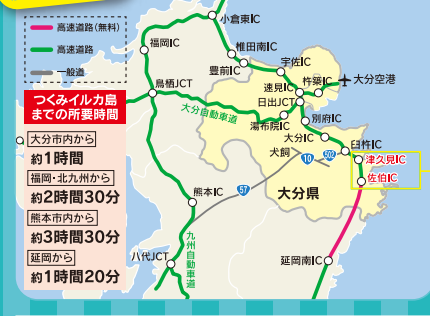 高速道路(無料)
高速道路
一般道
つくみイルカ島
までの所要時間
大分市内から
約1時間
福岡・北九州から
約2時間30分
熊本市内から
約3時間30分
延岡から
約1時間20分
小倉東IC
福岡IC
椎田南IC
豊前IC
宇佐IC
杵築IC
大分空港
鳥栖JCT
速見IC
日出JCT
大分自動車道
別府IC
湯布院IC
大分IC
臼杵IC
犬飼
10
502
津久見IC
佐伯IC
57
大分県
熊本IC
九州自動車道
八代JCT
延岡南IC